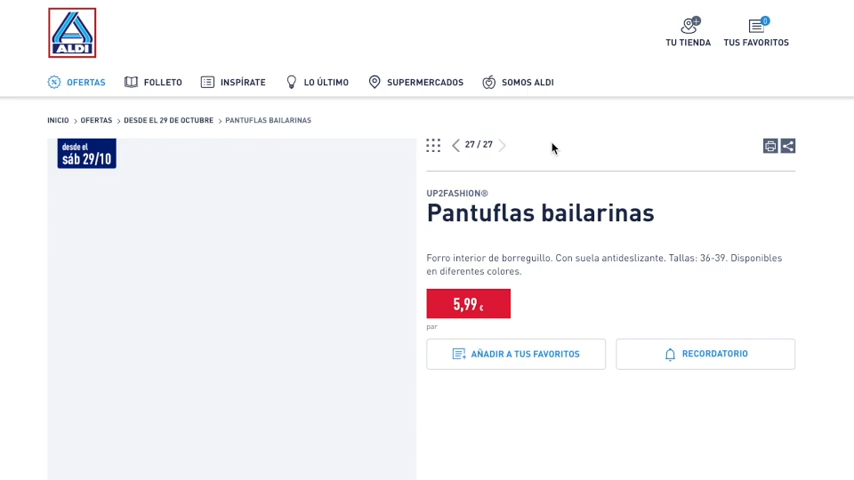 ALDI
+
0
TU TIENDA
TUS FAVORITOS
OFERTAS
FOLLETO
INSPÍRATE
LO ÚLTIMO
SUPERMERCADOS
SOMOS ALDI
INICIO > OFERTAS > DESDE EL 29 DE OCTUBRE > PANTUFLAS BAILARINAS
desde el
sáb 29/10
27 / 27
UP2FASHION®
Pantuflas bailarinas
Forro interior de borreguillo. Con suela antideslizante. Tallas: 36-39. Disponibles
en diferentes colores.
5,99 €
par
AÑADIR A TUS FAVORITOS
RECORDATORIO